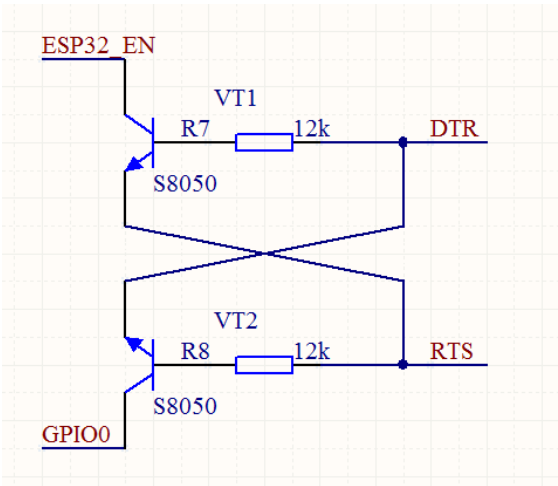 ESP32_EN
VT1
R7 12k DTR
S8050
VT2
R8 12k RTS
S8050
GPIO0